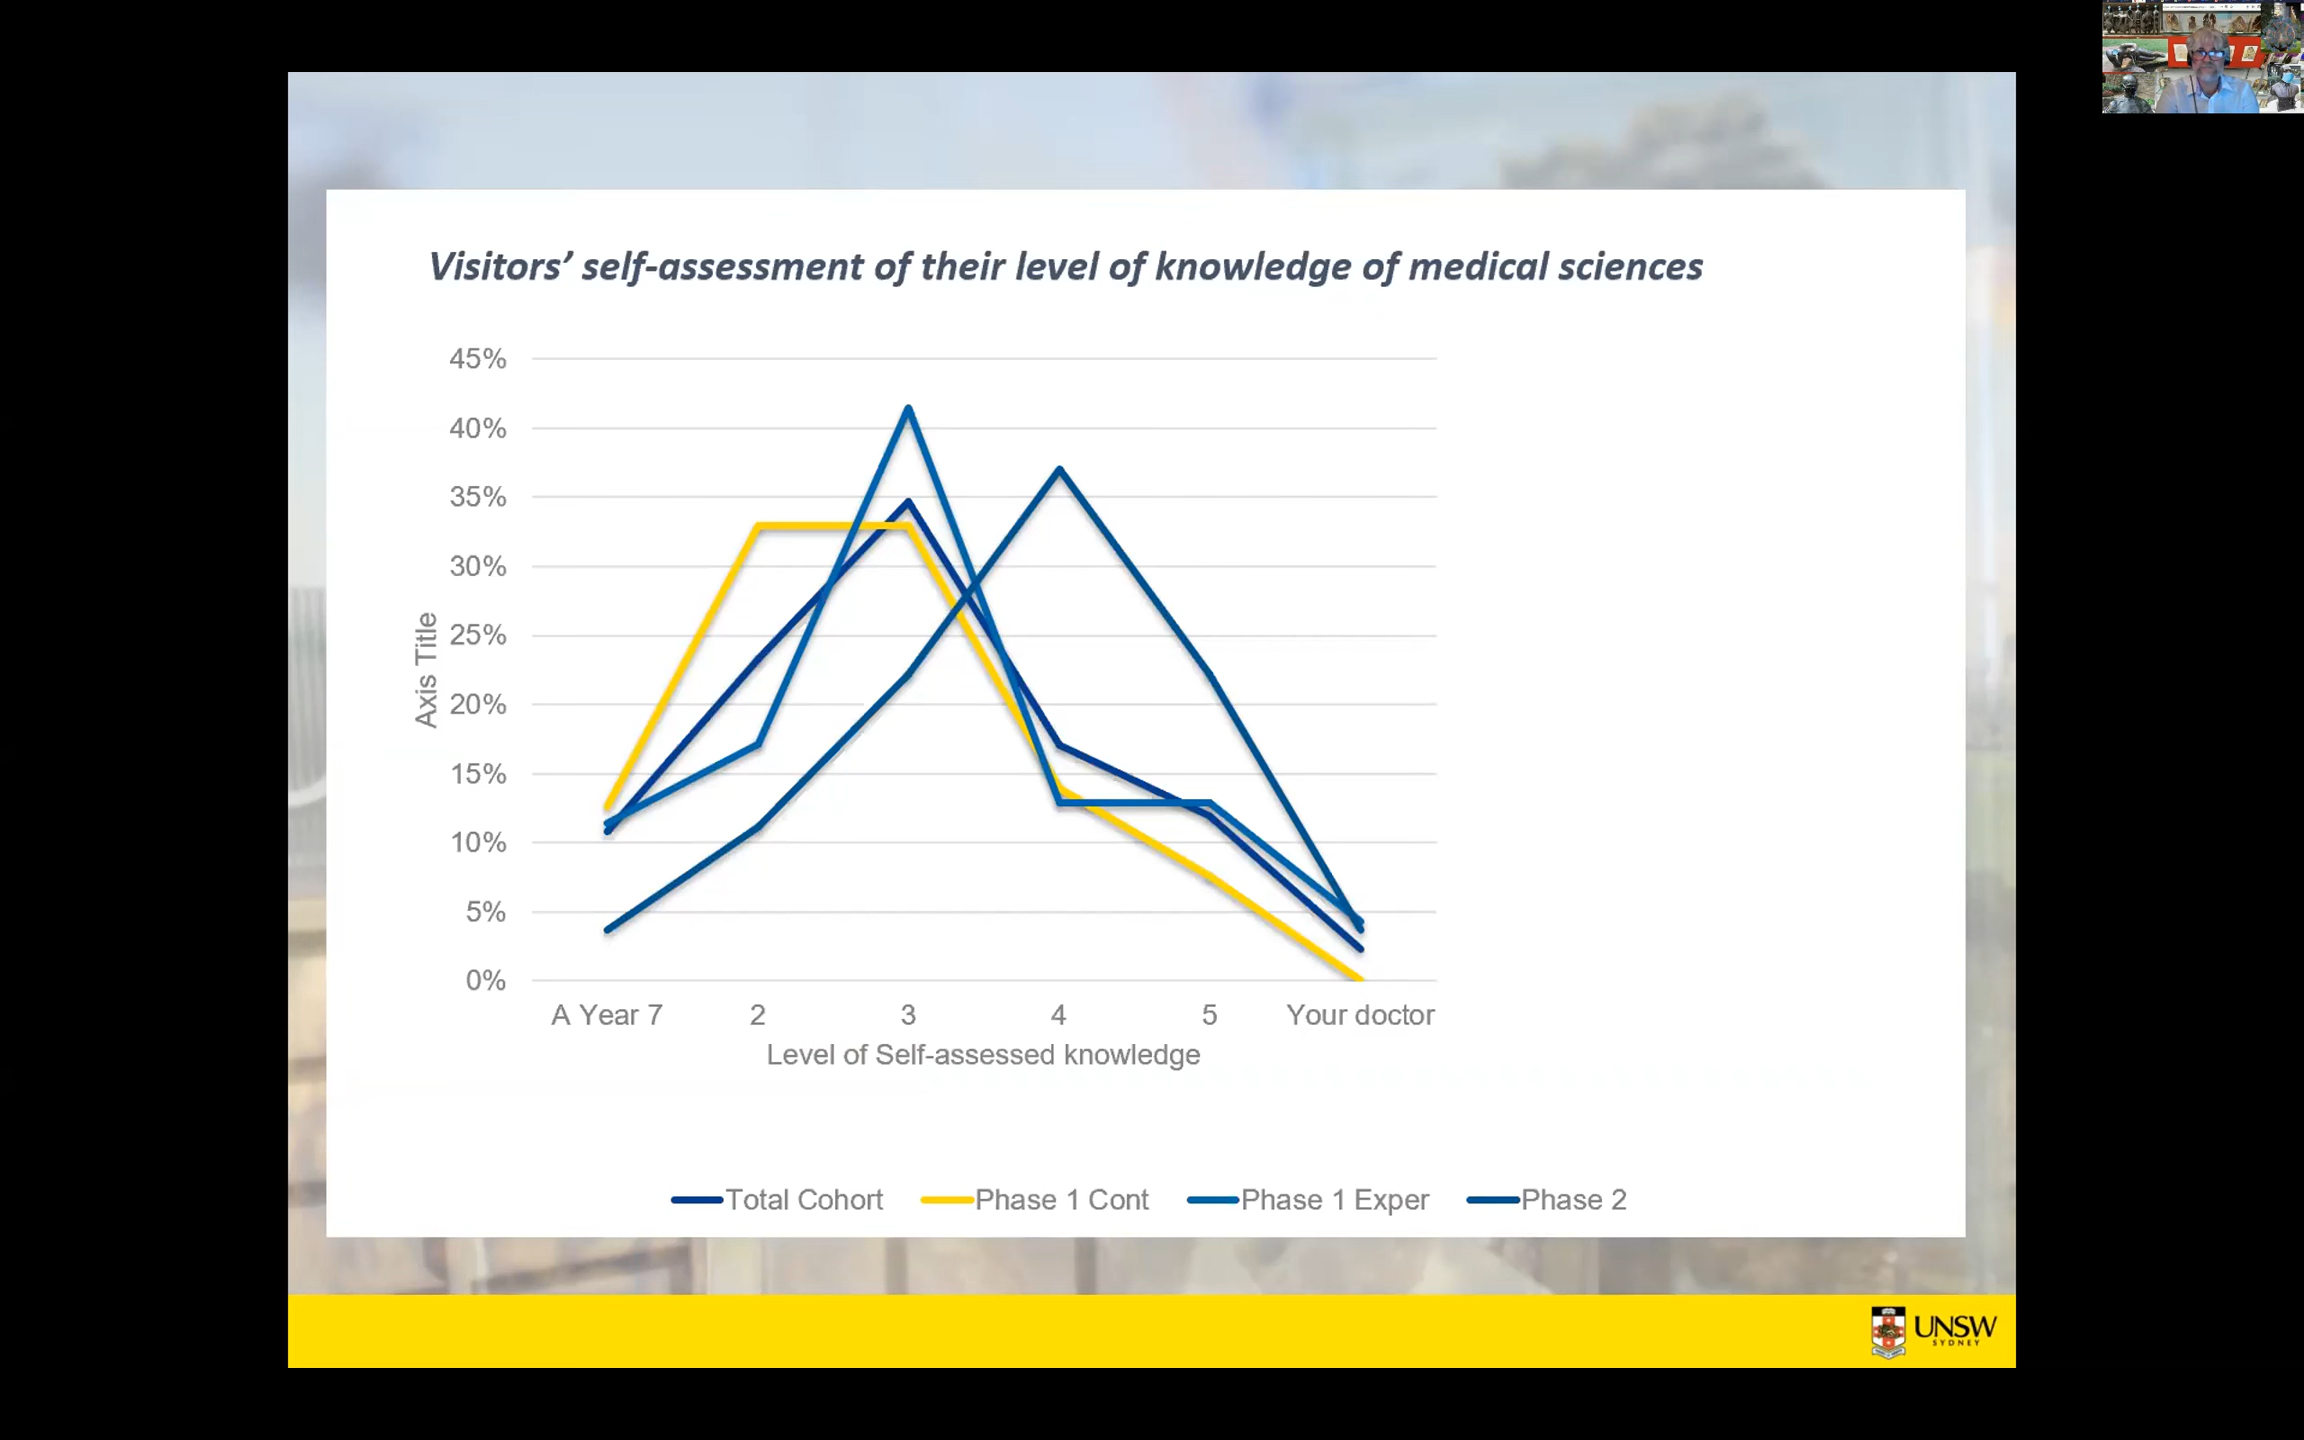 Visitors’ self-assessment of their level of knowledge of medical sciences
45%
40%
35%
30%
25%
20%
15%
10%
5%
0%
Axis Title
A Year 7 2 3 4 5 Your doctor
Level of Self-assessed knowledge
Total Cohort Phase 1 Cont Phase 1 Exper Phase 2
UNSW
SYDNEY